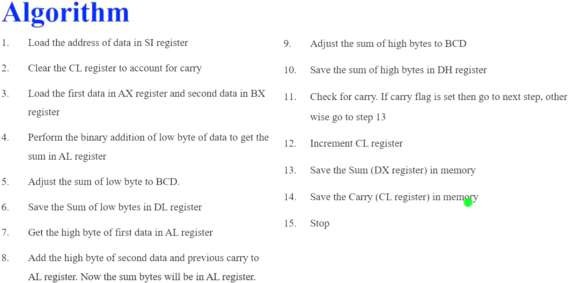 Algorithm
1. Load the address of data in SI register
2. Clear the CL register to account for carry
3. Load the first data in AX register and second data in BX
register
4. Perform the binary addition of low byte of data to get the
sum in AL register
5. Adjust the sum of low byte to BCD.
6. Save the Sum of low bytes in DL register
7. Get the high byte of first data in AL register
8. Add the high byte of second data and previous carry to
AL register. Now the sum bytes will be in AL register.
9. Adjust the sum of high bytes to BCD
10. Save the sum of high bytes in DH register
11. Check for carry. If carry flag is set then go to next step, other
wise go to step 13
12. Increment CL register
13. Save the Sum (DX register) in memory
14. Save the Carry (CL register) in memory
15. Stop